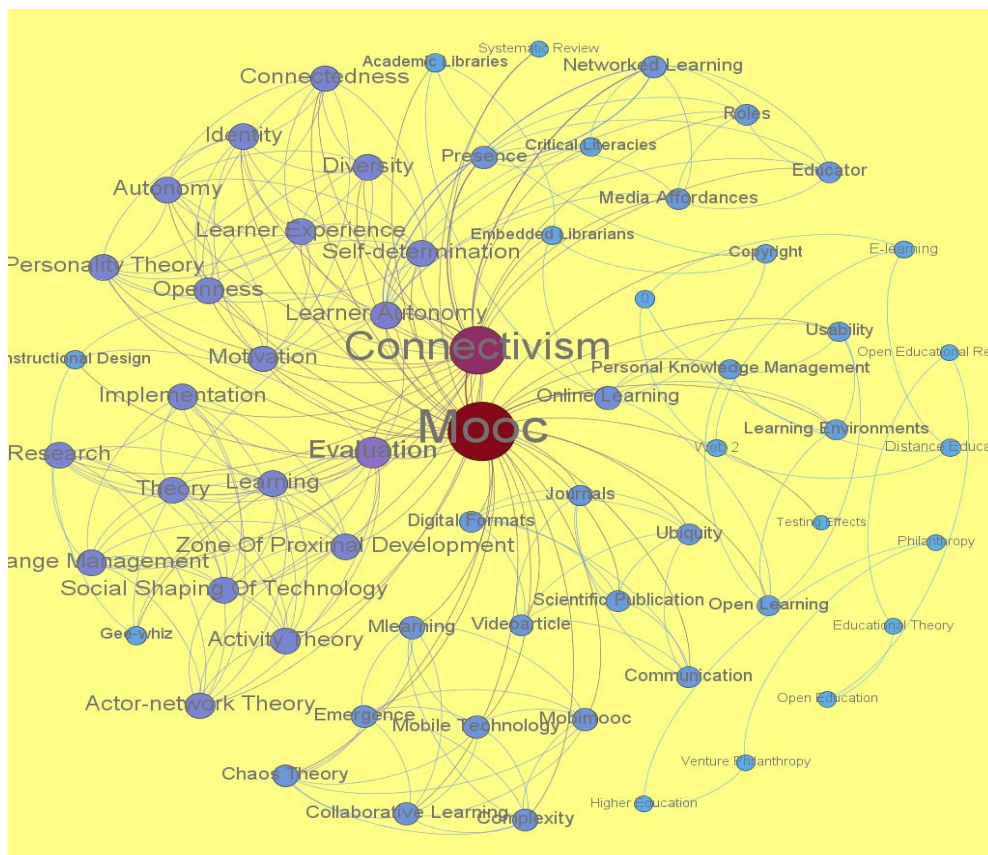 Systematic Review
Academic Libraries
Networked Learning
Connectedness
Roles
Identity
Critical Literacies
Presence
Diversity
Educator
Autonomy
Media Affordances
Learner Experience
Embedded Librarians
Self-determination
Copyright
E-learning
Personality Theory
Openness
0
Learner Autonomy
Usability
Connectivism
Open Educational Re
nstructional Design
Motivation
Personal Knowledge Management
Implementation
Online Learning
Mooc
Learning Environments
Evaluation
Web 2
Distance Educa
Research
Theory
Learning
Journals
Digital Formats
Testing Effects
Ubiquity
Philanthropy
Zone Of Proximal Development
ange Management
Social Shaping Of Technology
Scientific Publication
Open Learning
Mlearning
Videparticle
Educational Theory
Gee-whiz
Activity Theory
Communication
Open Education
Actor-network Theory
Emergence
Mobile Technology
Mobimooc
Venture Philanthropy
Chaos Theory
Higher Education
Collaborative Learning
Complexity